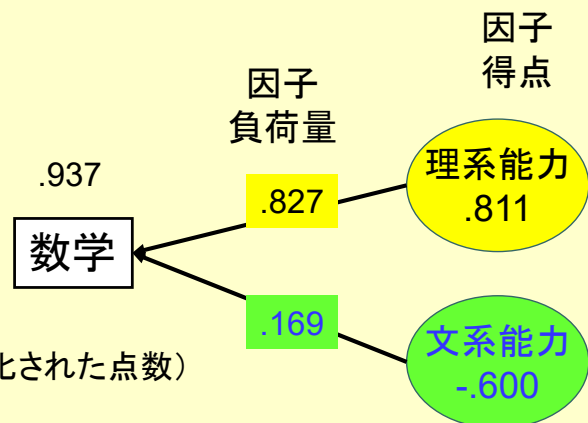 因子
得点
因子
負荷量
.937
.827
理系能力
.811
数学
.169
文系能力
-.600
化された点数）